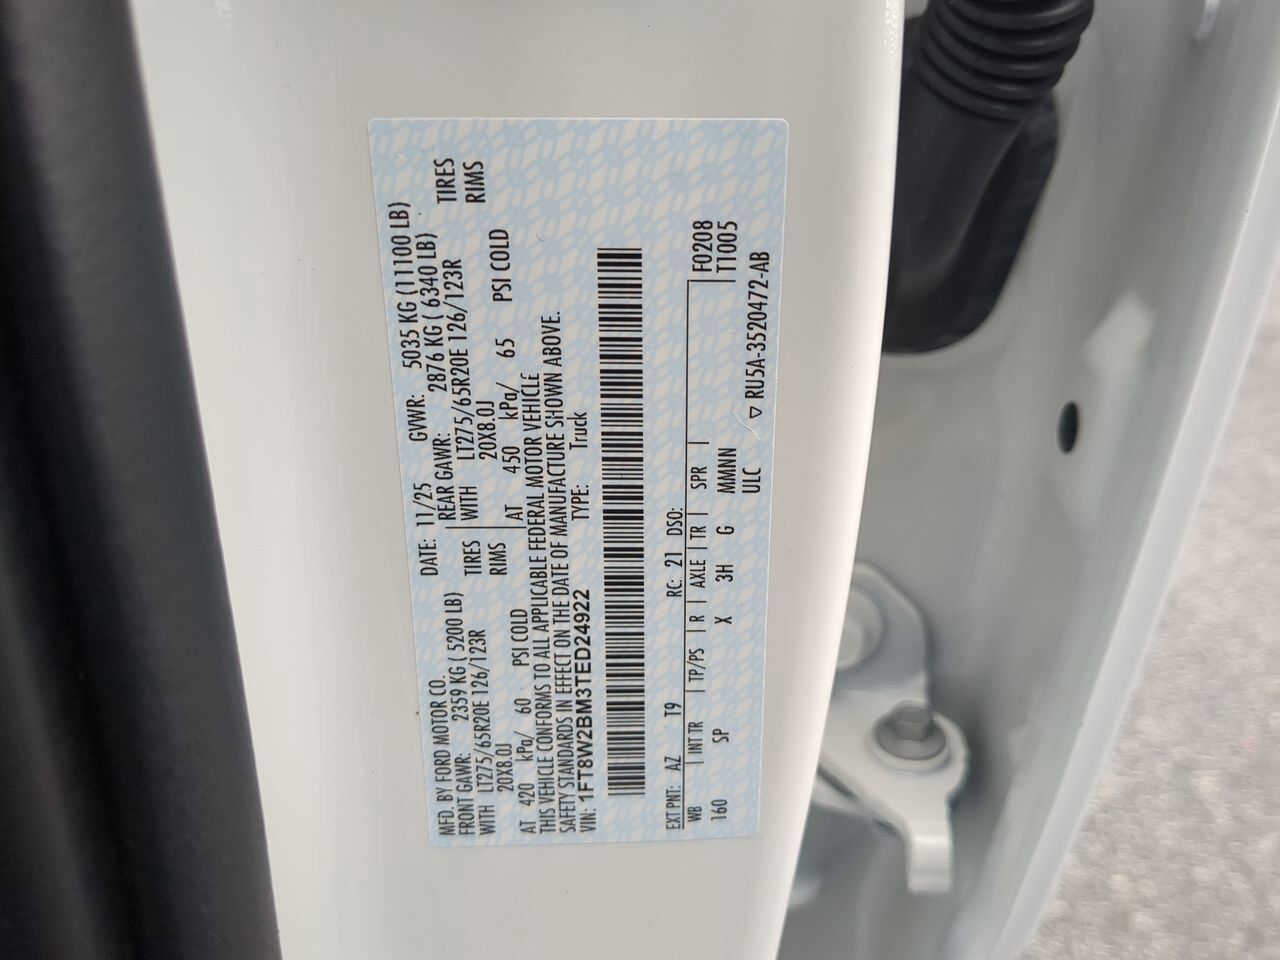 MFD. BY FORD MOTOR CO.
DATE: 11/25 GVWR: 5035 KG (11100 LB)
FRONT GAWR: 2359 KG ( 5200 LB)
REAR GAWR: 2876 KG ( 6340 LB)
WITH LT275/65R20E 126/123R TIRES
WITH LT275/65R20E 126/123R TIRES
20X8.0J RIMS
20X8.0J RIMS
AT 420 kPa/ 60 PSI COLD
AT 450 kPa/ 65 PSI COLD
THIS VEHICLE CONFORMS TO ALL APPLICABLE FEDERAL MOTOR VEHICLE
SAFETY STANDARDS IN EFFECT ON THE DATE OF MANUFACTURE SHOWN ABOVE.
VIN: 1FT8W2BM3TED24922 TYPE: Truck
EXT PNT: AZ T9 RC: 21 DSO: F0208
WB INT TR TP/PS R AXLE TR SPR T1005
160 SP X 3H G MMNN
ULC ▽ RU5A-3520472-AB